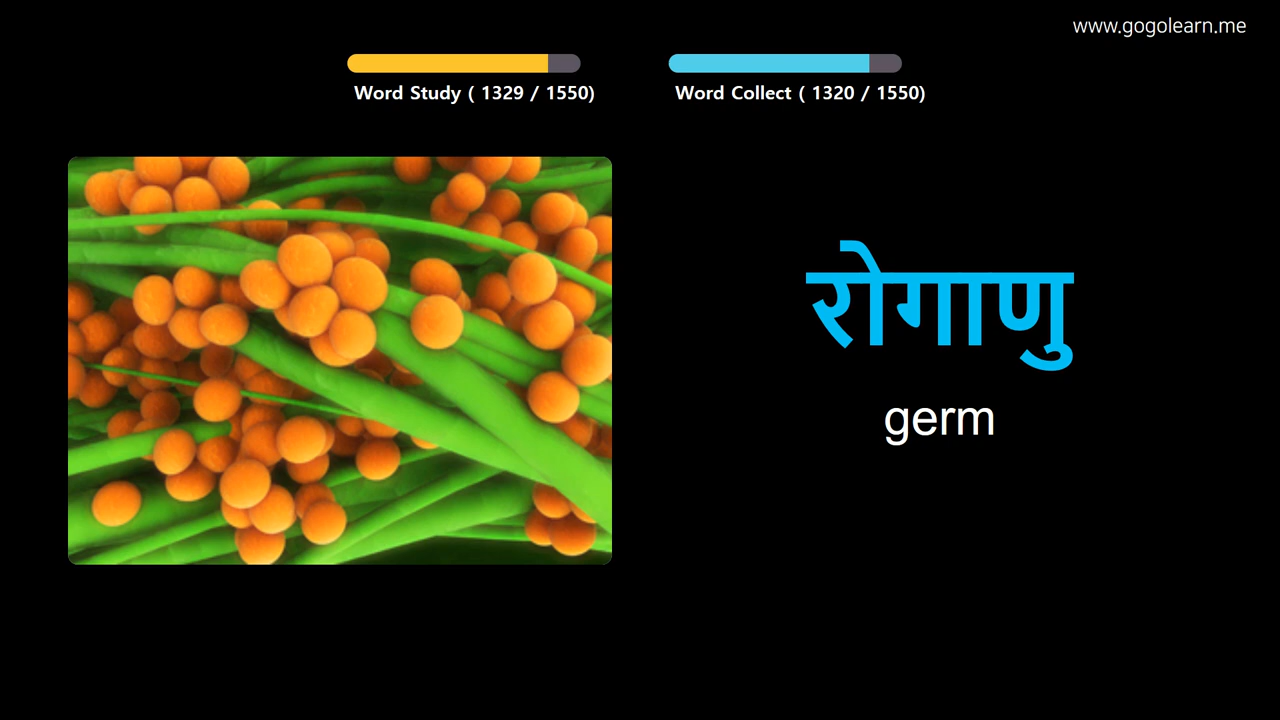 www.gogolearn.me
Word Study ( 1329 / 1550)
Word Collect ( 1320 / 1550)
रोगाणु
germ